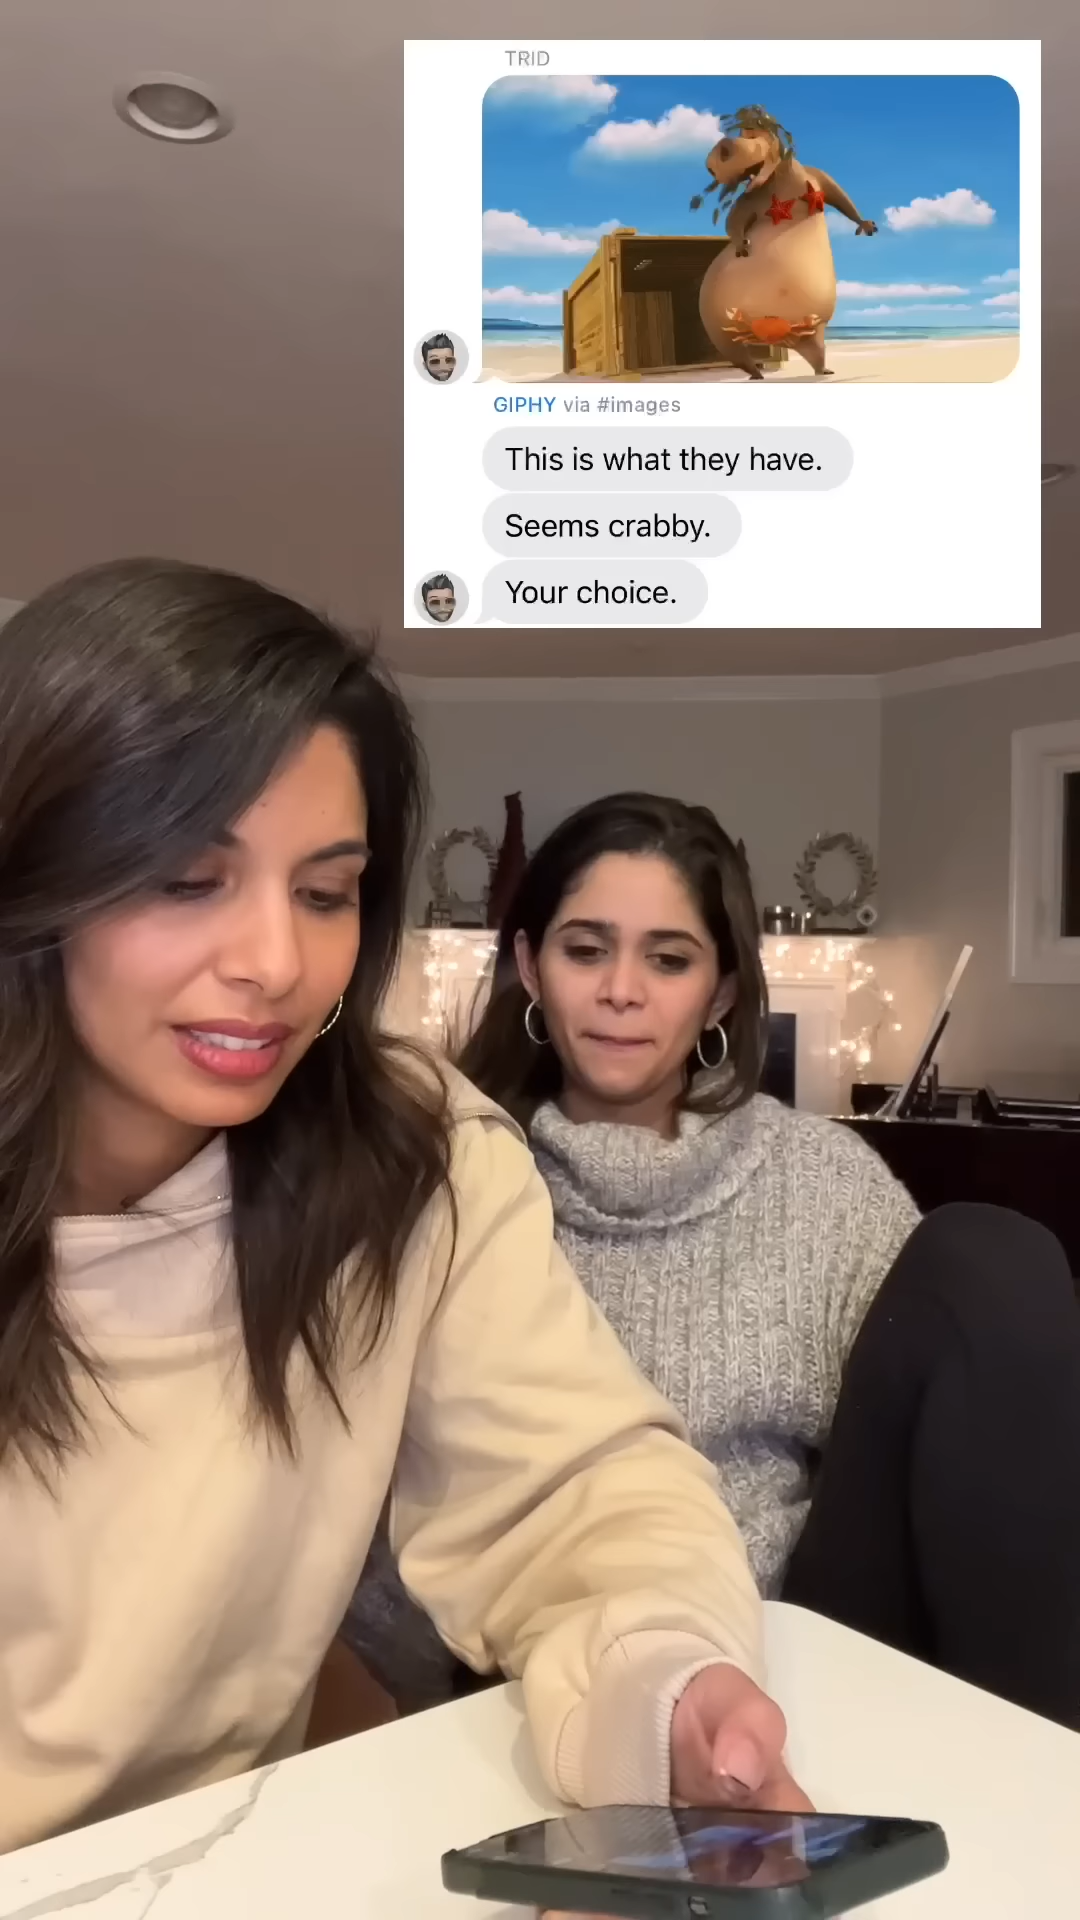 TRID
GIPHY via #images
This is what they have.
Seems crabby.
Your choice.